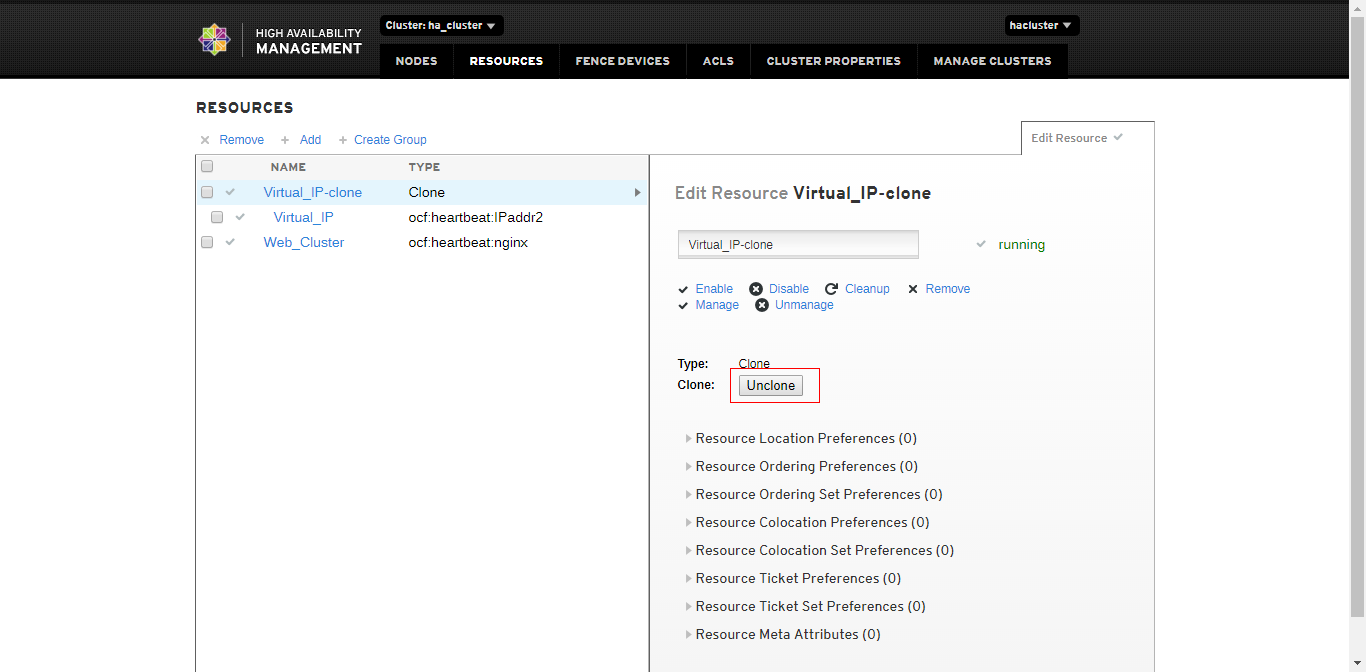 Cluster: ha_cluster
hacluster
HIGH AVAILABILITY
MANAGEMENT
NODES RESOURCES FENCE DEVICES ACLS CLUSTER PROPERTIES MANAGE CLUSTERS
RESOURCES
Remove Add Create Group
Edit Resource
NAME TYPE
Virtual_IP-clone Clone
Virtual_IP ocf:heartbeat:IPaddr2
Web_Cluster ocf:heartbeat:nginx
Edit Resource Virtual_IP-clone
Virtual_IP-clone running
Enable Disable Cleanup Remove
Manage Unmanage
Type: Clone
Clone: Unclone
Resource Location Preferences (0)
Resource Ordering Preferences (0)
Resource Ordering Set Preferences (0)
Resource Colocation Preferences (0)
Resource Colocation Set Preferences (0)
Resource Ticket Preferences (0)
Resource Ticket Set Preferences (0)
Resource Meta Attributes (0)